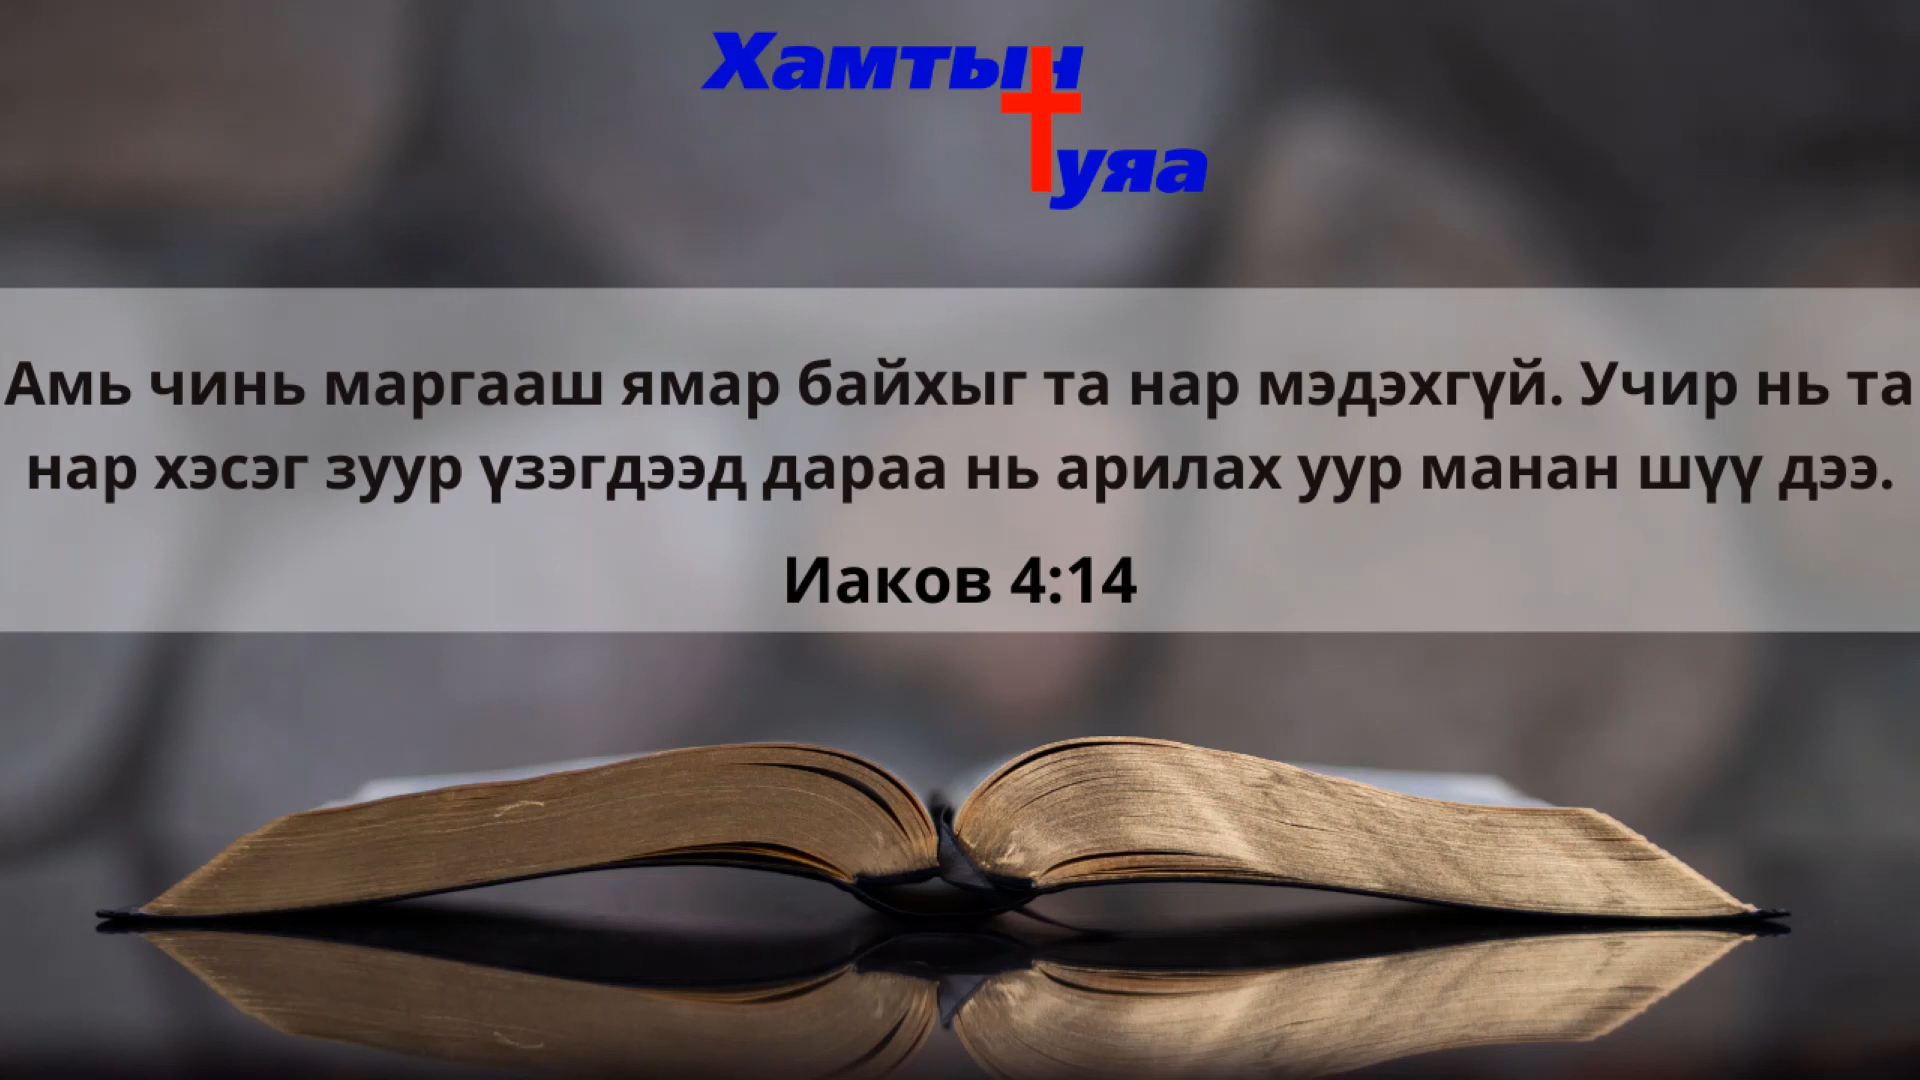 Хамтын
Туяа
Амь чинь маргааш ямар байхыг та нар мэдэхгүй. Учир нь та
нар хэсэг зуур үзэгдээд дараа нь арилах уур манан шүү дээ.
Иаков 4:14